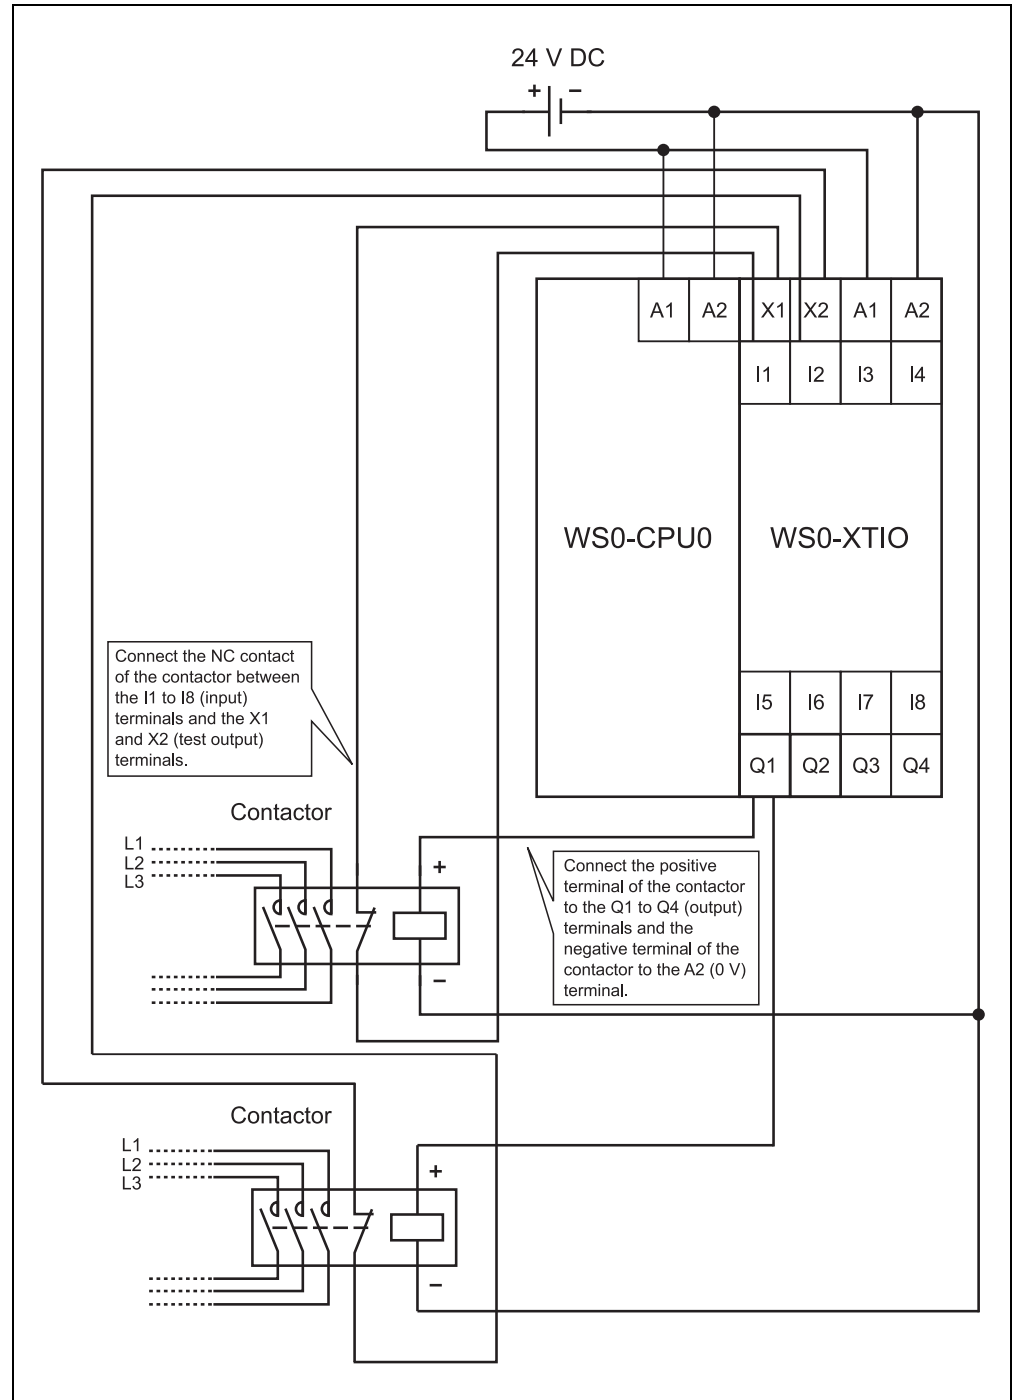 24 V DC
+ −
A1 A2 X1 X2 A1 A2
I1 I2 I3 I4
WS0-CPU0 WS0-XTIO
Connect the NC contact
of the contactor between
the I1 to I8 (input)
terminals and the X1
and X2 (test output)
terminals.
I5 I6 I7 I8
Q1 Q2 Q3 Q4
Contactor
L1
L2
L3
+
−
Connect the positive
terminal of the contactor
to the Q1 to Q4 (output)
terminals and the
negative terminal of the
contactor to the A2 (0 V)
terminal.
Contactor
L1
L2
L3
+
−